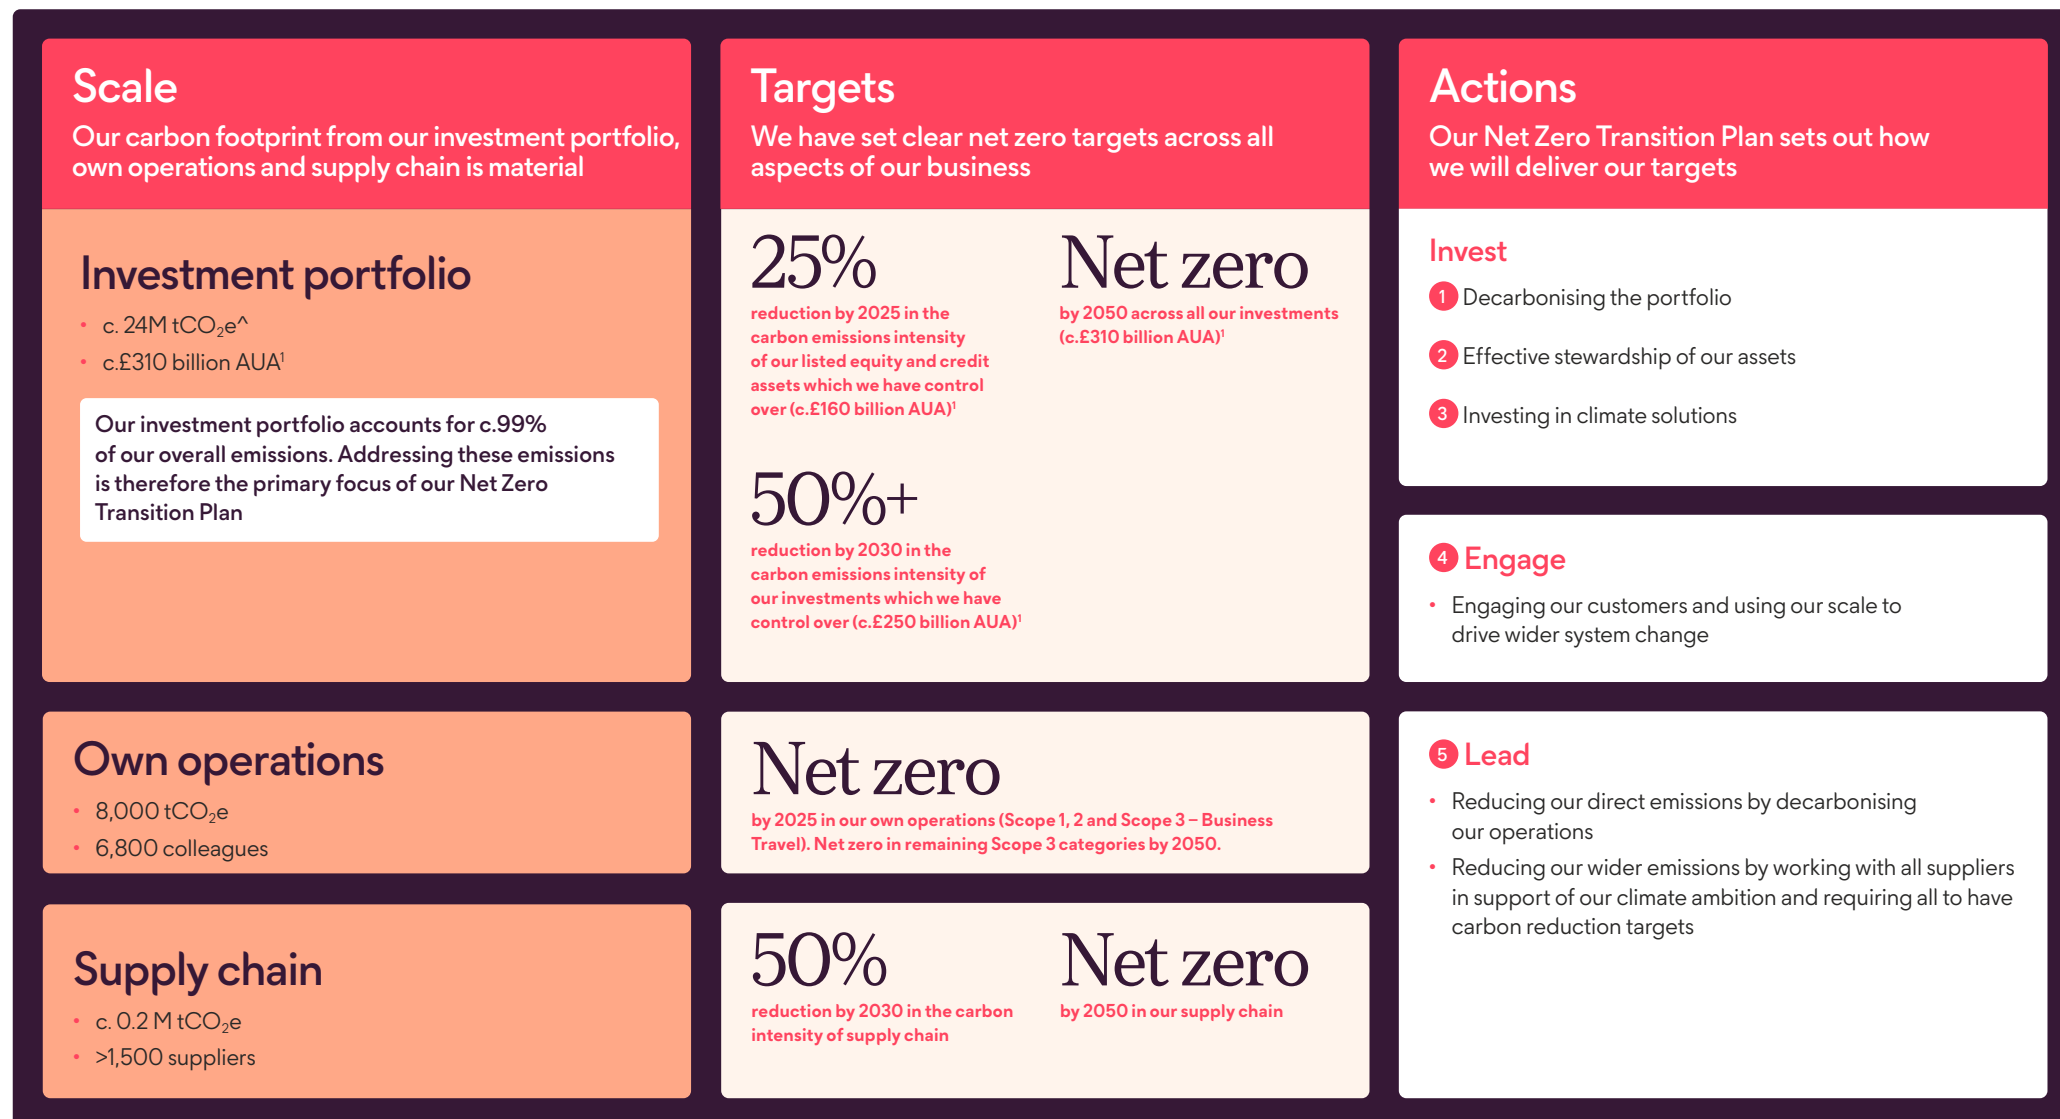 Scale
Our carbon footprint from our investment portfolio,
own operations and supply chain is material
Investment portfolio
• c. 24M tCO₂e^
• c.£310 billion AUA¹
Our investment portfolio accounts for c.99%
of our overall emissions. Addressing these emissions
is therefore the primary focus of our Net Zero
Transition Plan
Own operations
• 8,000 tCO₂e
• 6,800 colleagues
Supply chain
• c. 0.2 M tCO₂e
• >1,500 suppliers
Targets
We have set clear net zero targets across all
aspects of our business
25%
reduction by 2025 in the
carbon emissions intensity
of our listed equity and credit
assets which we have control
over (c.£160 billion AUA)¹
Net zero
by 2050 across all our investments
(c.£310 billion AUA)¹
50%+
reduction by 2030 in the
carbon emissions intensity of
our investments which we have
control over (c.£250 billion AUA)¹
Net zero
by 2025 in our own operations (Scope 1, 2 and Scope 3 – Business
Travel). Net zero in remaining Scope 3 categories by 2050.
50%
reduction by 2030 in the carbon
intensity of supply chain
Net zero
by 2050 in our supply chain
Actions
Our Net Zero Transition Plan sets out how
we will deliver our targets
Invest
1 Decarbonising the portfolio
2 Effective stewardship of our assets
3 Investing in climate solutions
4 Engage
• Engaging our customers and using our scale to
drive wider system change
5 Lead
• Reducing our direct emissions by decarbonising
our operations
• Reducing our wider emissions by working with all suppliers
in support of our climate ambition and requiring all to have
carbon reduction targets